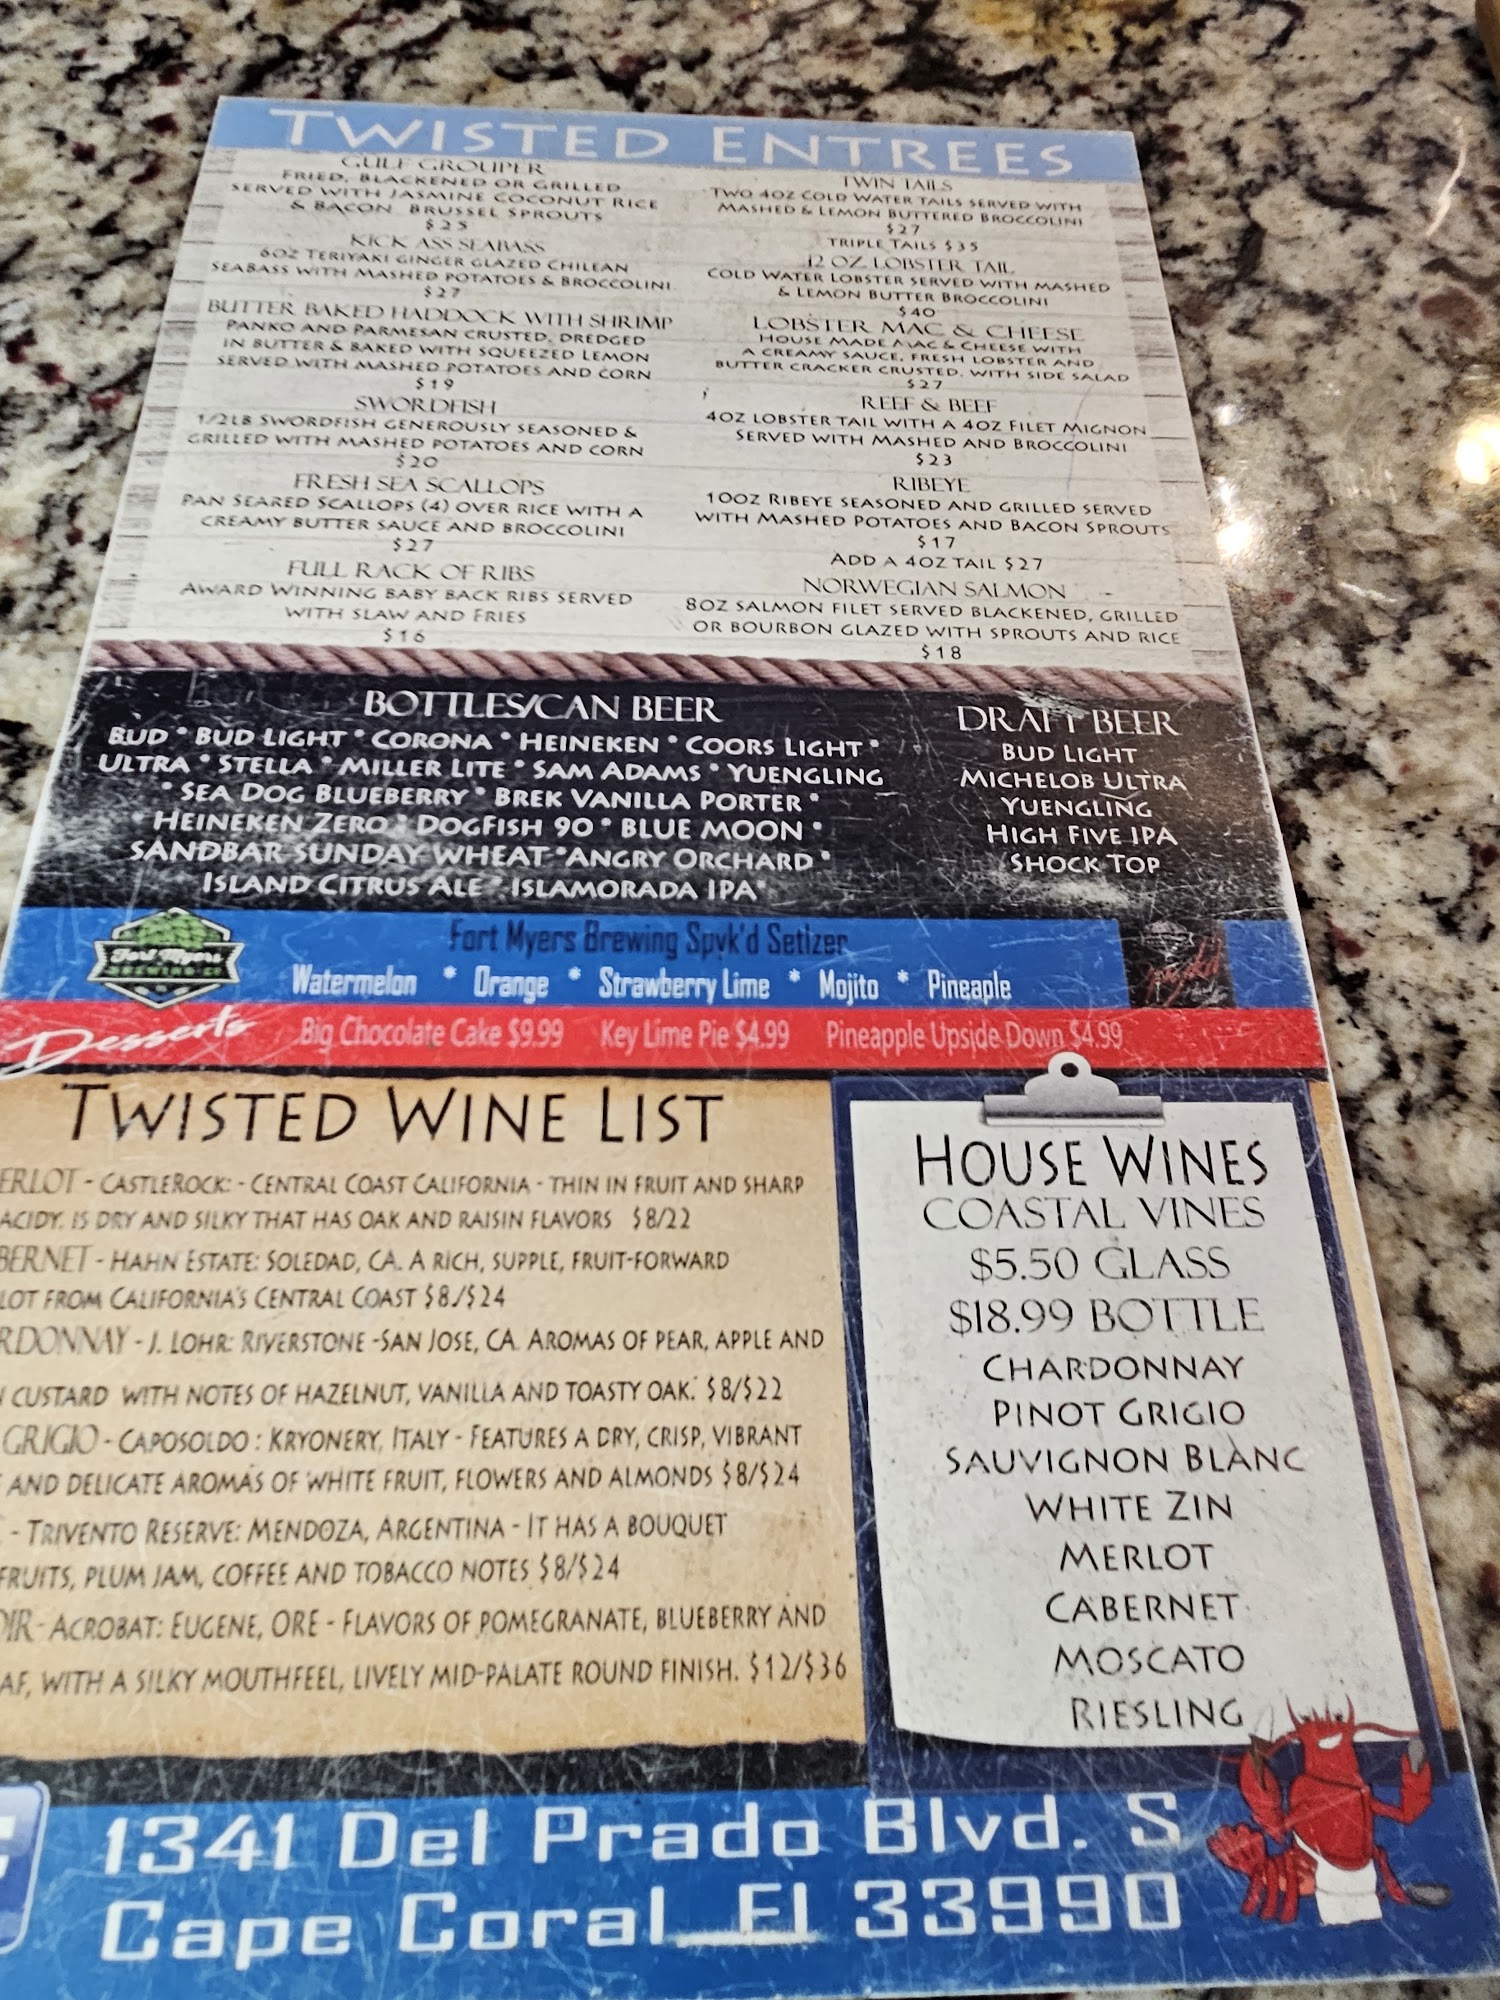 TWISTED ENTREES
GULF GROUPER
FRIED, BLACKENED OR GRILLED
SERVED WITH JASMINE COCONUT RICE
& BACON BRUSSEL SPROUTS
$25
KICK ASS SEABASS
6OZ TERIYAKI GINGER GLAZED CHILEAN
SEABASS WITH MASHED POTATOES & BROCCOLINI
$27
BUTTER BAKED HADDOCK WITH SHRIMP
PANKO AND PARMESAN CRUSTED, DREDGED
IN BUTTER & BAKED WITH SQUEEZED LEMON
SERVED WITH MASHED POTATOES AND CORN
$19
SWORDFISH
1/2LB SWORDFISH GENEROUSLY SEASONED &
GRILLED WITH MASHED POTATOES AND CORN
$20
FRESH SEA SCALLOPS
PAN SEARED SCALLOPS (4) OVER RICE WITH A
CREAMY BUTTER SAUCE AND BROCCOLINI
$27
FULL RACK OF RIBS
AWARD WINNING BABY BACK RIBS SERVED
WITH SLAW AND FRIES
$16
TWIN TAILS
TWO 4OZ COLD WATER TAILS SERVED WITH
MASHED & LEMON BUTTERED BROCCOLINI
$27
TRIPLE TAILS $35
12 OZ LOBSTER TAIL
COLD WATER LOBSTER SERVED WITH MASHED
& LEMON BUTTER BROCCOLINI
$40
LOBSTER MAC & CHEESE
HOUSE MADE MAC & CHEESE WITH
A CREAMY SAUCE, FRESH LOBSTER AND
BUTTER CRACKER CRUSTED, WITH SIDE SALAD
$27
REEF & BEEF
4OZ LOBSTER TAIL WITH A 4OZ FILET MIGNON
SERVED WITH MASHED AND BROCCOLINI
$23
RIBEYE
10OZ RIBEYE SEASONED AND GRILLED SERVED
WITH MASHED POTATOES AND BACON SPROUTS
$17
ADD A 4OZ TAIL $27
NORWEGIAN SALMON
8OZ SALMON FILET SERVED BLACKENED, GRILLED
OR BOURBON GLAZED WITH SPROUTS AND RICE
$18
BOTTLES/CAN BEER
BUD * BUD LIGHT * CORONA * HEINEKEN * COORS LIGHT *
ULTRA * STELLA * MILLER LITE * SAM ADAMS * YUENGLING
* SEA DOG BLUEBERRY * BREK VANILLA PORTER *
* HEINEKEN ZERO * DOGFISH 90 * BLUE MOON *
SANDBAR SUNDAY WHEAT *ANGRY ORCHARD *
ISLAND CITRUS ALE * ISLAMORADA IPA*
DRAFT BEER
BUD LIGHT
MICHELOB ULTRA
YUENGLING
HIGH FIVE IPA
SHOCK TOP
Fort Myers
BREWING CO
Fort Myers Brewing Spyk'd Setlzer
Watermelon * Orange * Strawberry Lime * Mojito * Pineaple
Desserts Big Chocolate Cake $9.99 Key Lime Pie $4.99 Pineapple Upside Down $4.99
TWISTED WINE LIST
ERLOT - CASTLEROCK: - CENTRAL COAST CALIFORNIA - THIN IN FRUIT AND SHARP
ACIDY. IS DRY AND SILKY THAT HAS OAK AND RAISIN FLAVORS $8/22
BERNET - HAHN ESTATE: SOLEDAD, CA. A RICH, SUPPLE, FRUIT-FORWARD
LOT FROM CALIFORNIA'S CENTRAL COAST $8./$24
RDONNAY - J. LOHR: RIVERSTONE -SAN JOSE, CA. AROMAS OF PEAR, APPLE AND
CUSTARD WITH NOTES OF HAZELNUT, VANILLA AND TOASTY OAK. $8/$22
GRIGIO - CAPOSOLDO : KRYONERY, ITALY - FEATURES A DRY, CRISP, VIBRANT
AND DELICATE AROMAS OF WHITE FRUIT, FLOWERS AND ALMONDS $8/$24
- TRIVENTO RESERVE: MENDOZA, ARGENTINA - IT HAS A BOUQUET
FRUITS, PLUM JAM, COFFEE AND TOBACCO NOTES $8/$24
OIR - ACROBAT: EUGENE, ORE - FLAVORS OF POMEGRANATE, BLUEBERRY AND
AF, WITH A SILKY MOUTHFEEL, LIVELY MID-PALATE ROUND FINISH. $12/$36
HOUSE WINES
COASTAL VINES
$5.50 GLASS
$18.99 BOTTLE
CHARDONNAY
PINOT GRIGIO
SAUVIGNON BLANC
WHITE ZIN
MERLOT
CABERNET
MOSCATO
RIESLING
1341 Del Prado Blvd. S
Cape Coral Fl 33990